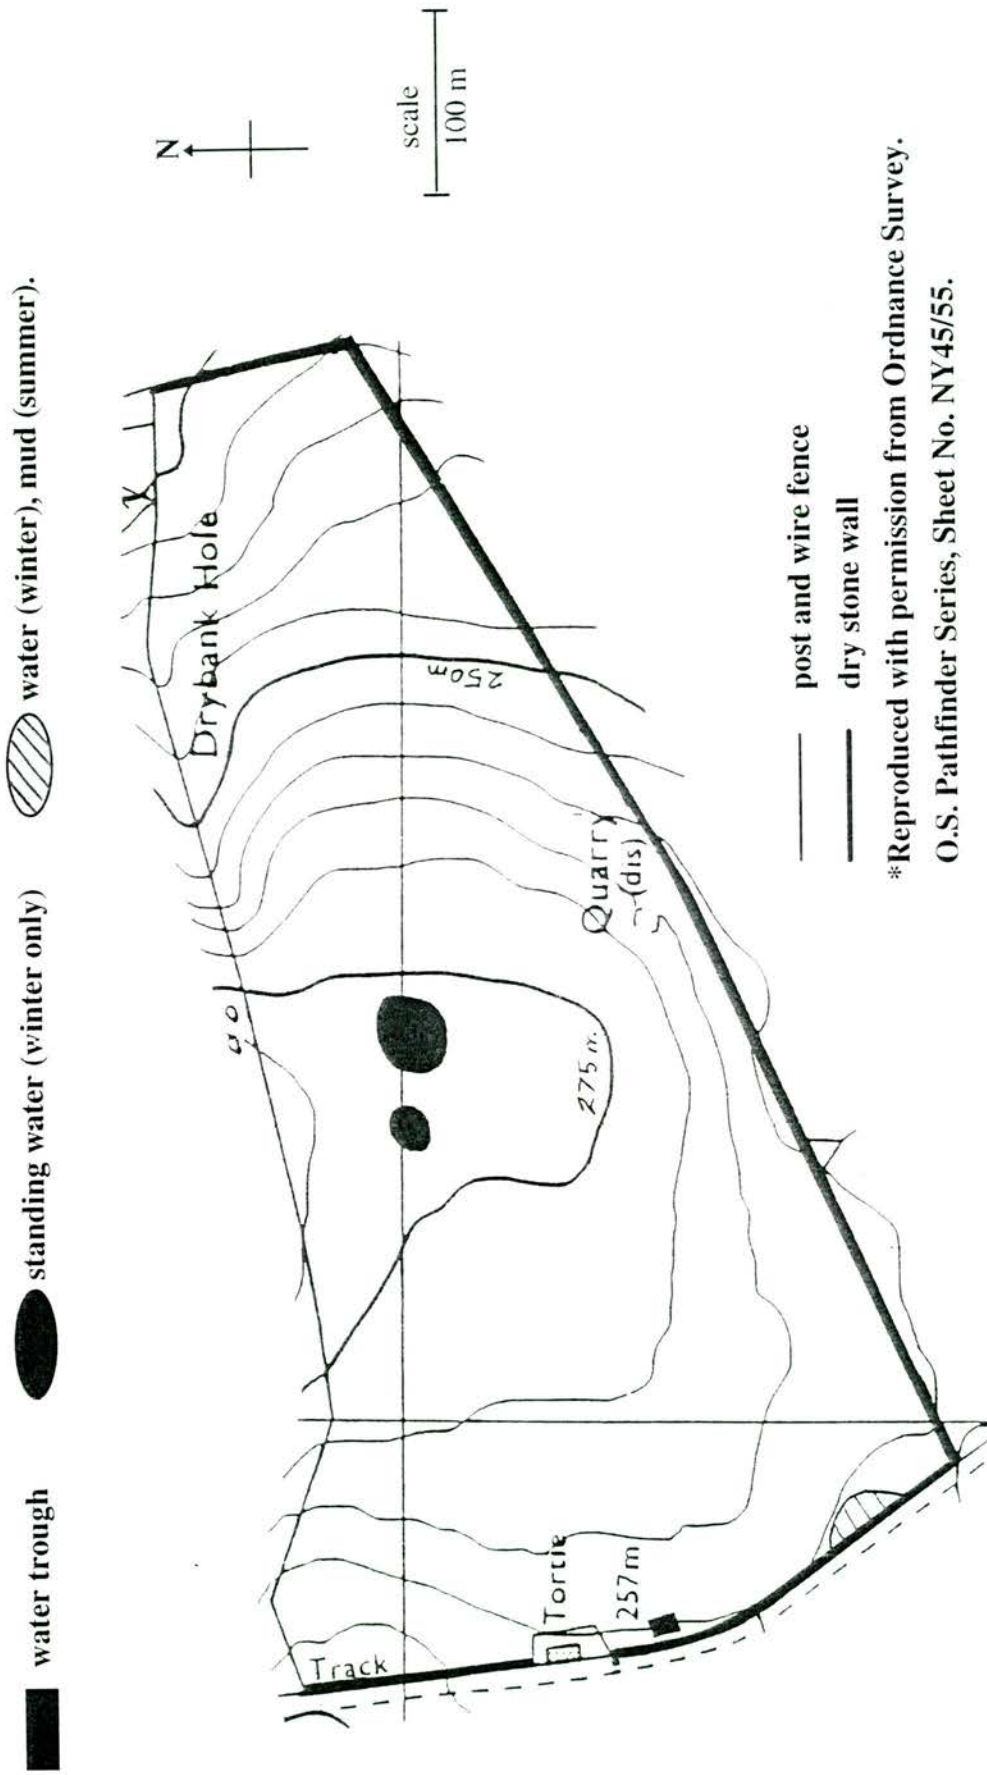 water trough
standing water (winter only)
water (winter), mud (summer).
N
scale
100 m
Drybank Hole
250m
275m.
Quarry
(dis)
Track
Tortie
257m
post and wire fence
dry stone wall
*Reproduced with permission from Ordnance Survey.
O.S. Pathfinder Series, Sheet No. NY45/55.